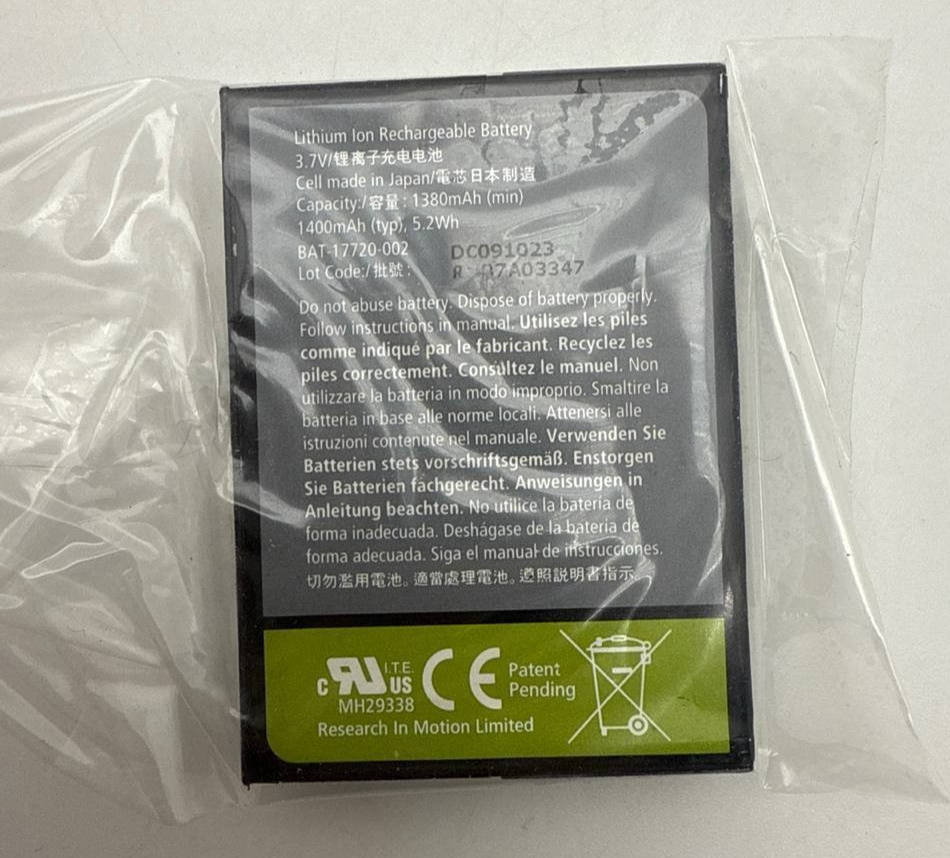 Lithium Ion Rechargeable Battery
3.7V/锂离子充电电池
Cell made in Japan/電芯日本制造
Capacity:/容量: 1380mAh (min)
1400mAh (typ), 5.2Wh
BAT-17720-002 DC091023
Lot Code:/批號: 7A03347
Do not abuse battery. Dispose of battery properly.
Follow instructions in manual. Utilisez les piles
comme indiqué par le fabricant. Recyclez les
piles correctement. Consultez le manuel. Non
utilizzare la batteria in modo improprio. Smaltire la
batteria in base alle norme locali. Attenersi alle
istruzioni contenute nel manuale. Verwenden Sie
Batterien stets vorschriftsgemäß. Enstorgen
Sie Batterien fachgerecht. Anweisungen in
Anleitung beachten. No utilice la batería de
forma inadecuada. Deshágase de la batería de
forma adecuada. Siga el manual de instrucciones.
切勿濫用電池。適當處理電池。遵照説明書指示。
c RU US I.T.E. CE Patent
Pending
MH29338
Research In Motion Limited